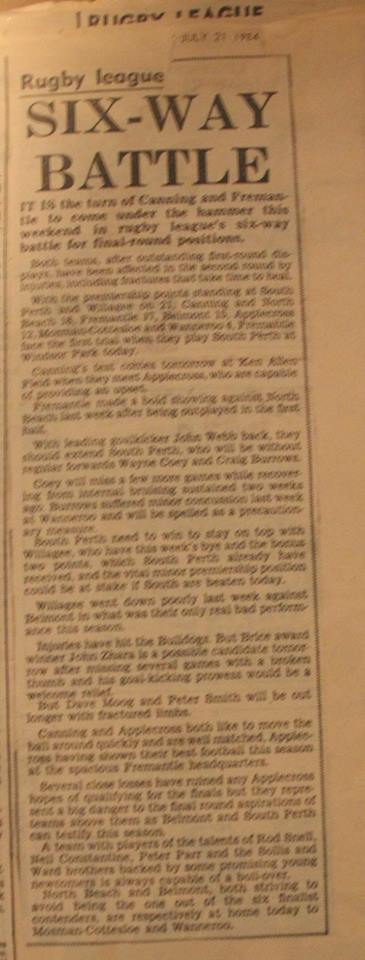 RUGBY LEAGUE
JULY 21 1984
Rugby league
SIX-WAY
BATTLE
IT IS the turn of Canning and Freman-
tle to come under the hammer this
weekend in rugby league's six-way
battle for final-round positions.
Both teams, after outstanding first-round dis-
plays, have been affected in the second round by
injuries, including fractures that take time to heal.
With the premiership points standing at South
Perth and Willagee on 21, Canning and North
Beach 18, Fremantle 17, Belmont 15, Applecross
12, Mosman-Cottesloe and Wanneroo 4, Fremantle
face the first trial when they play South Perth at
Windsor Park today.
Canning's test comes tomorrow at Ken Allen
Field when they meet Applecross, who are capable
of providing an upset.
Fremantle made a bold showing against North
Beach last week after being outplayed in the first
half.
With leading goalkicker John Webb back, they
should extend South Perth, who will be without
regular forwards Wayne Coey and Craig Burrows.
Coey will miss a few more games while recover-
ing from internal bruising sustained two weeks
ago. Burrows suffered minor concussion last week
at Wanneroo and will be spelled as a precaution-
ary measure.
South Perth need to win to stay on top with
Willagee, who have this week's bye and the bonus
two points, which South Perth already have
received, and the vital minor premiership position
could be at stake if South are beaten today.
Willagee went down poorly last week against
Belmont in what was their only real bad perform-
ance this season.
Injuries have hit the Bulldogs. But Brice award
winner John Zhara is a possible candidate tomor-
row after missing several games with a broken
thumb and his goal-kicking prowess would be a
welcome relief.
But Dave Moog and Peter Smith will be out
longer with fractured limbs.
Canning and Applecross both like to move the
ball around quickly and are well matched, Applec-
ross having shown their best football this season
at the spacious Fremantle headquarters.
Several close losses have ruined any Applecross
hopes of qualifying for the finals but they repre-
sent a big danger to the final round aspirations of
teams above them as Belmont and South Perth
can testify this season.
A team with players of the talents of Rod Snell,
Neil Constantine, Peter Parr and the Bollis and
Ward brothers backed by some promising young
newcomers is always capable of a boil-over.
North Beach and Belmont, both striving to
avoid being the one out of the six finalist
contenders, are respectively at home today to
Mosman-Cottesloe and Wanneroo.